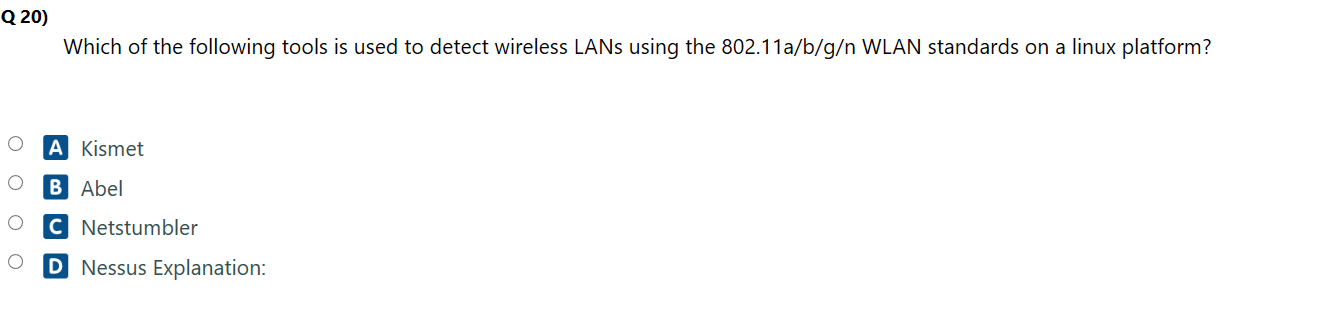 Q 20)
Which of the following tools is used to detect wireless LANs using the 802.11a/b/g/n WLAN standards on a linux platform?
A Kismet
B Abel
C Netstumbler
D Nessus Explanation: